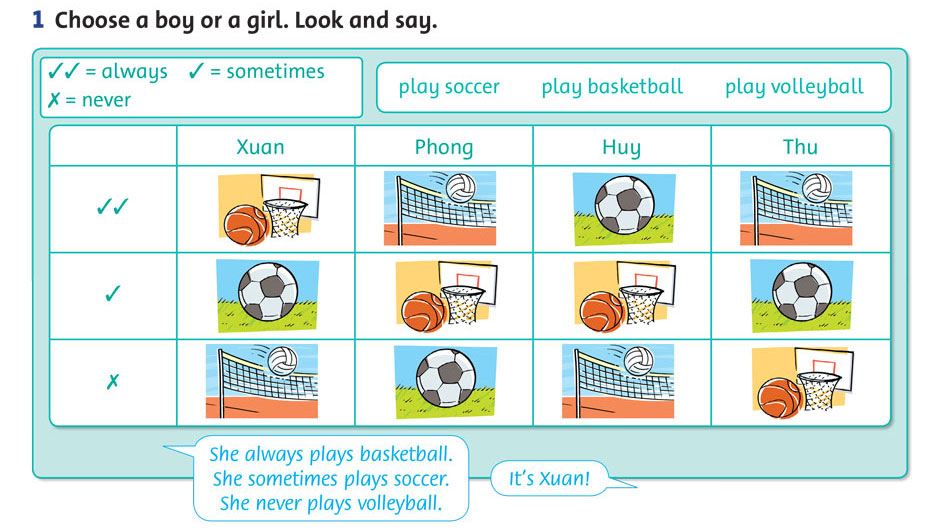 1 Choose a boy or a girl. Look and say.
✓✓ = always ✓ = sometimes
✗ = never
play soccer play basketball play volleyball
Xuan Phong Huy Thu
✓✓
✓
✗
She always plays basketball.
She sometimes plays soccer.
She never plays volleyball.
It's Xuan!